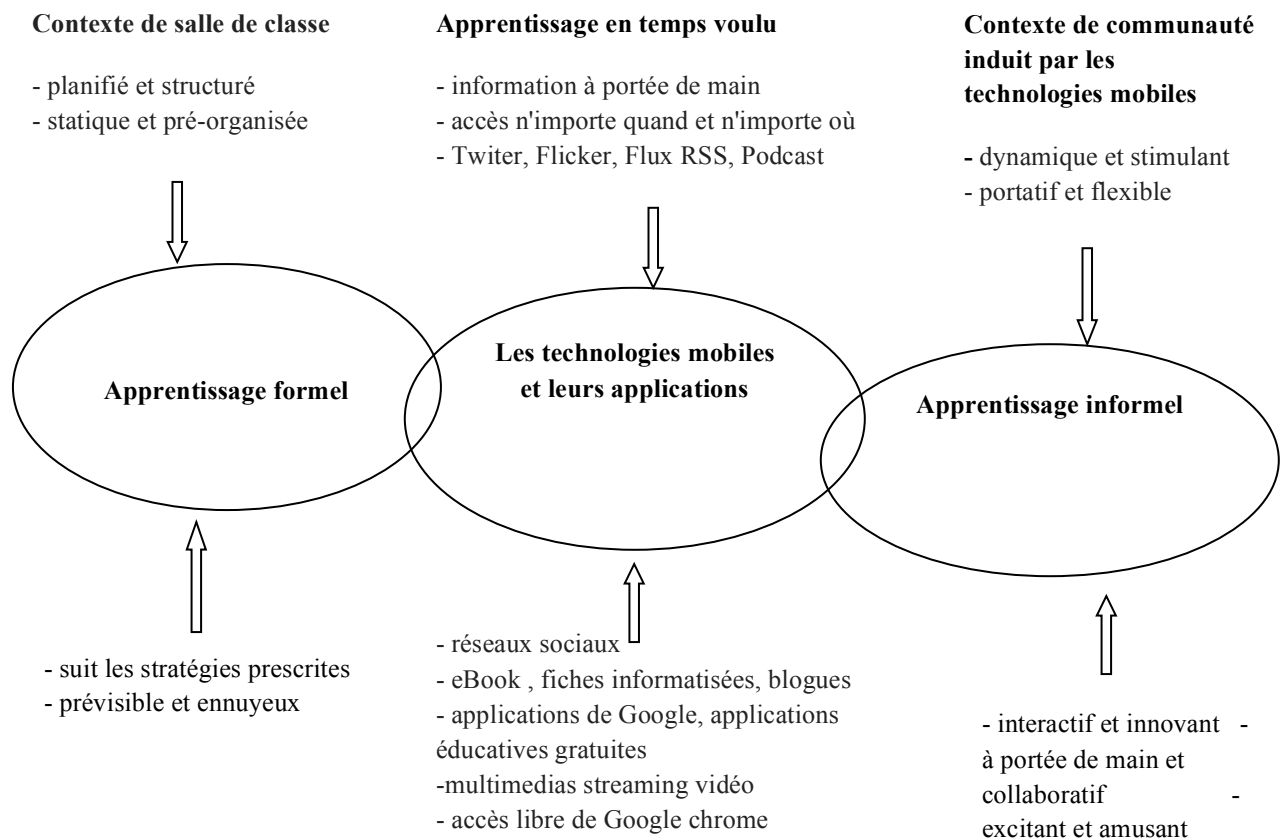 Contexte de salle de classe
- planifié et structuré
- statique et pré-organisée
Apprentissage en temps voulu
- information à portée de main
- accès n'importe quand et n'importe où
- Twiter, Flicker, Flux RSS, Podcast
Contexte de communauté
induit par les
technologies mobiles
- dynamique et stimulant
- portatif et flexible
Apprentissage formel
Les technologies mobiles
et leurs applications
Apprentissage informel
- suit les stratégies prescrites
- prévisible et ennuyeux
- réseaux sociaux
- eBook , fiches informatisées, blogues
- applications de Google, applications
éducatives gratuites
-multimedias streaming vidéo
- accès libre de Google chrome
- interactif et innovant -
à portée de main et
collaboratif -
excitant et amusant